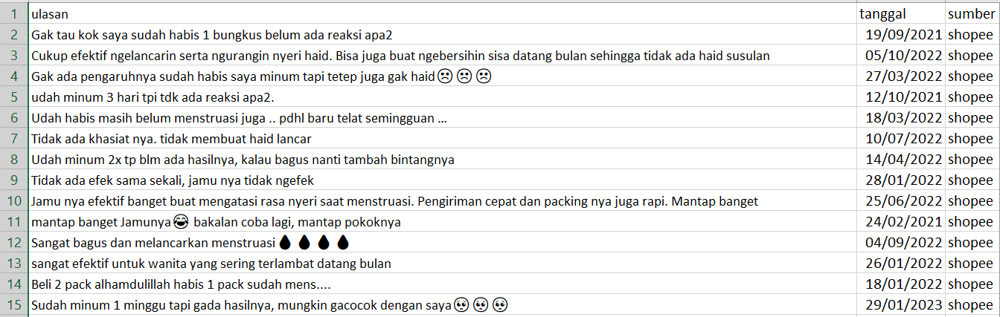 1 ulasan tanggal sumber
2 Gak tau kok saya sudah habis 1 bungkus belum ada reaksi apa2 19/09/2021 shopee
3 Cukup efektif ngelancarin serta ngurangin nyeri haid. Bisa juga buat ngebersihin sisa datang bulan sehingga tidak ada haid susulan 05/10/2022 shopee
4 Gak ada pengaruhnya sudah habis saya minum tapi tetep juga gak haid☹️☹️☹️ 27/03/2022 shopee
5 udah minum 3 hari tpi tdk ada reaksi apa2. 12/10/2021 shopee
6 Udah habis masih belum menstruasi juga .. pdhl baru telat semingguan ... 18/03/2022 shopee
7 Tidak ada khasiat nya. tidak membuat haid lancar 10/07/2022 shopee
8 Udah minum 2x tp blm ada hasilnya, kalau bagus nanti tambah bintangnya 14/04/2022 shopee
9 Tidak ada efek sama sekali, jamu nya tidak ngefek 28/01/2022 shopee
10 Jamu nya efektif banget buat mengatasi rasa nyeri saat menstruasi. Pengiriman cepat dan packing nya juga rapi. Mantap banget 25/06/2022 shopee
11 mantap banget Jamunya😂 bakalan coba lagi, mantap pokoknya 24/02/2021 shopee
12 Sangat bagus dan melancarkan menstruasi🩸🩸🩸🩸 04/09/2022 shopee
13 sangat efektif untuk wanita yang sering terlambat datang bulan 26/01/2022 shopee
14 Beli 2 pack alhamdulillah habis 1 pack sudah mens.... 18/01/2022 shopee
15 Sudah minum 1 minggu tapi gada hasilnya, mungkin gacocok dengan saya🥺🥺🥺 29/01/2023 shopee